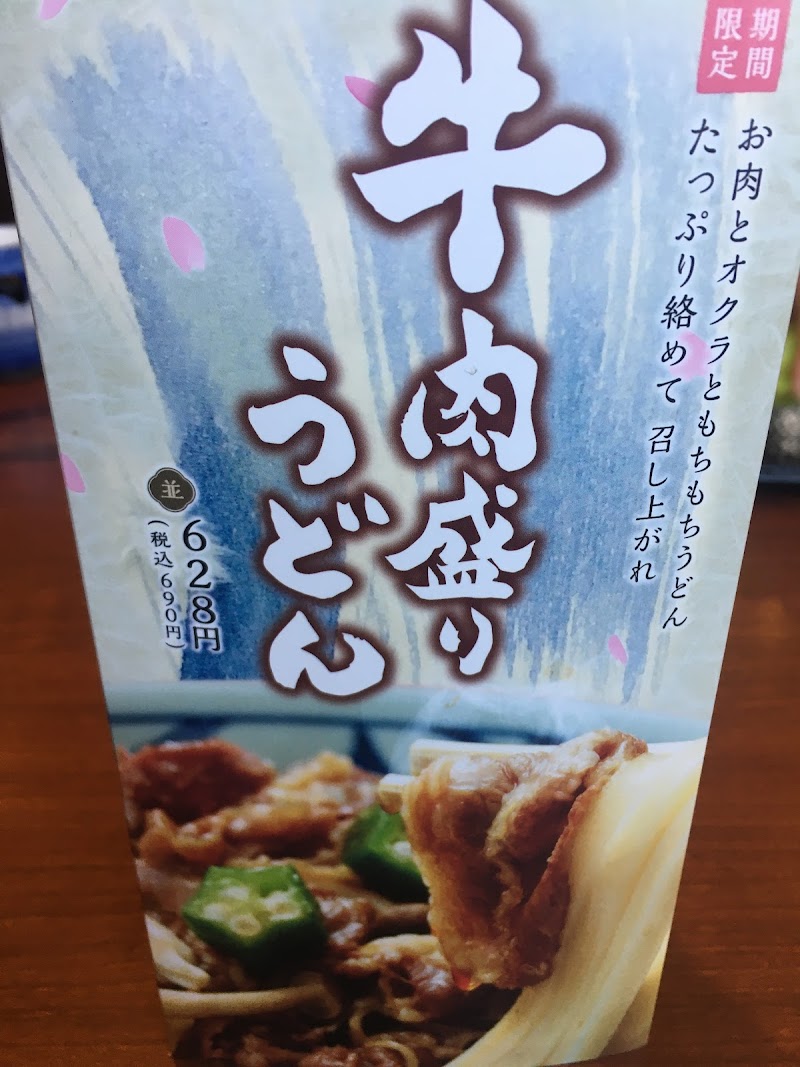 期間
限定
お肉とオクラともちもちうどん
たっぷり絡めて 召し上がれ
牛肉盛り
うどん
並
628円
(税込690円)